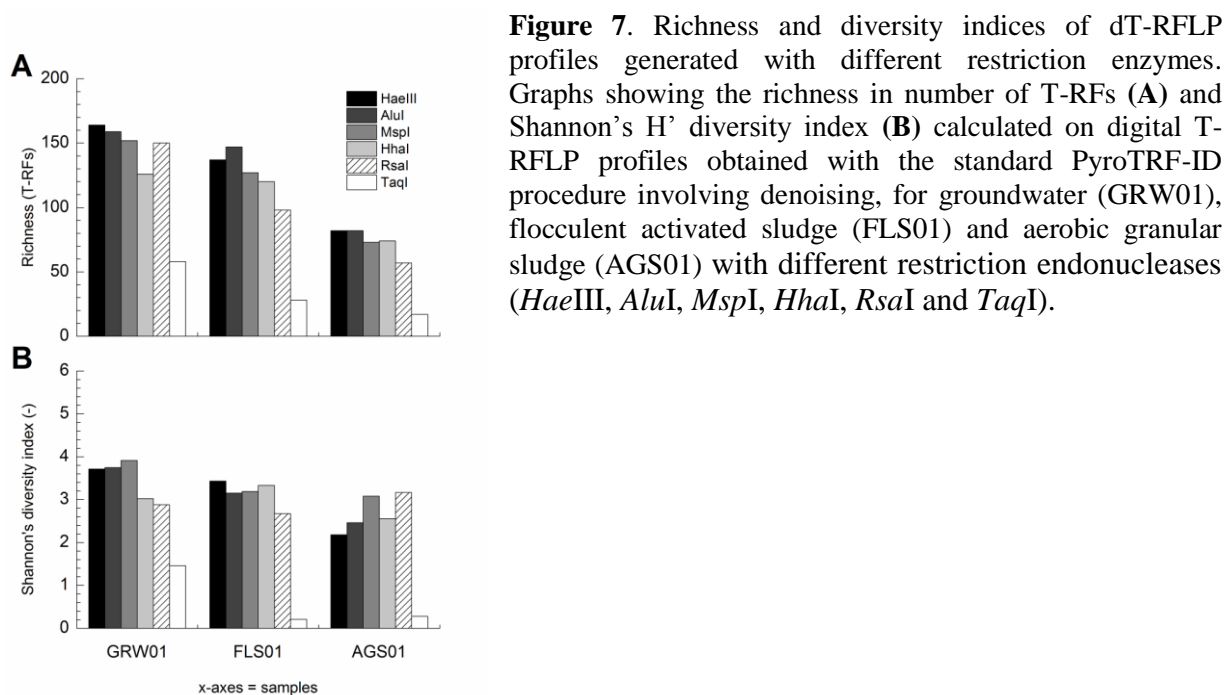 Figure 7. Richness and diversity indices of dT-RFLP
profiles generated with different restriction enzymes.
Graphs showing the richness in number of T-RFs (A) and
Shannon's H' diversity index (B) calculated on digital T-
RFLP profiles obtained with the standard PyroTRF-ID
procedure involving denoising, for groundwater (GRW01),
flocculent activated sludge (FLS01) and aerobic granular
sludge (AGS01) with different restriction endonucleases
(HaeIII, AluI, MspI, HhaI, RsaI and TaqI).
A
200
150
100
50
0
Richness (T-RFs)
HaeIII
AluI
MspI
HhaI
RsaI
TaqI
B
6
5
4
3
2
1
0
Shannon's diversity index (-)
GRW01 FLS01 AGS01
x-axes = samples